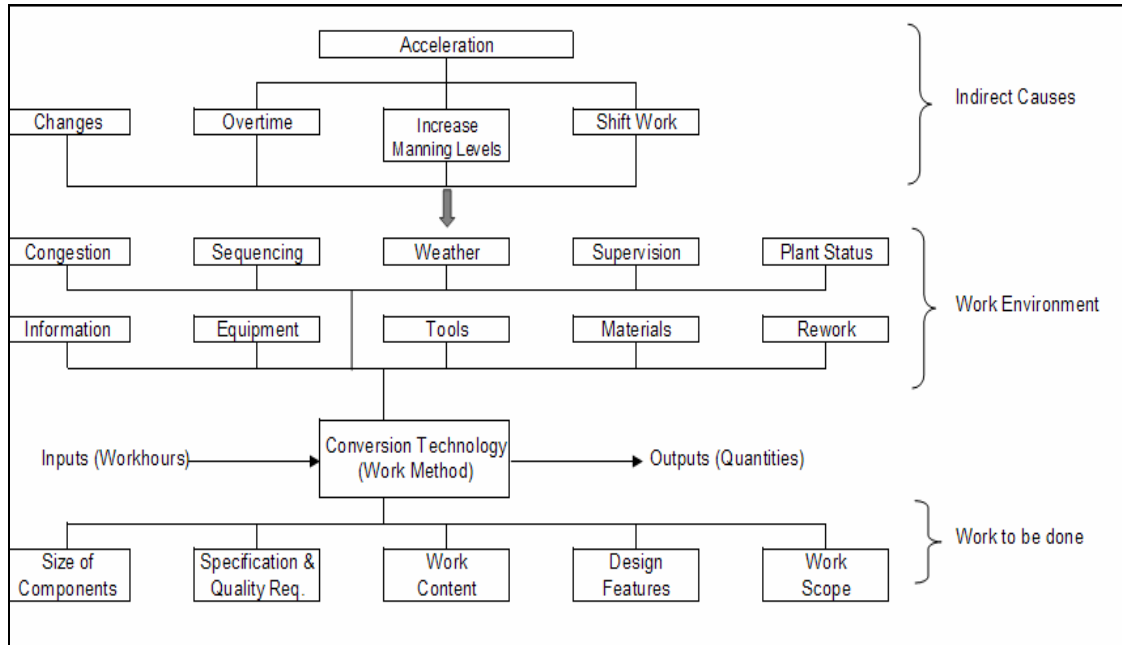 Acceleration
Indirect Causes
Changes
Overtime
Increase
Manning Levels
Shift Work
Congestion
Sequencing
Weather
Supervision
Plant Status
Work Environment
Information
Equipment
Tools
Materials
Rework
Inputs (Workhours)
Conversion Technology
(Work Method)
Outputs (Quantities)
Work to be done
Size of
Components
Specification &
Quality Req.
Work
Content
Design
Features
Work
Scope